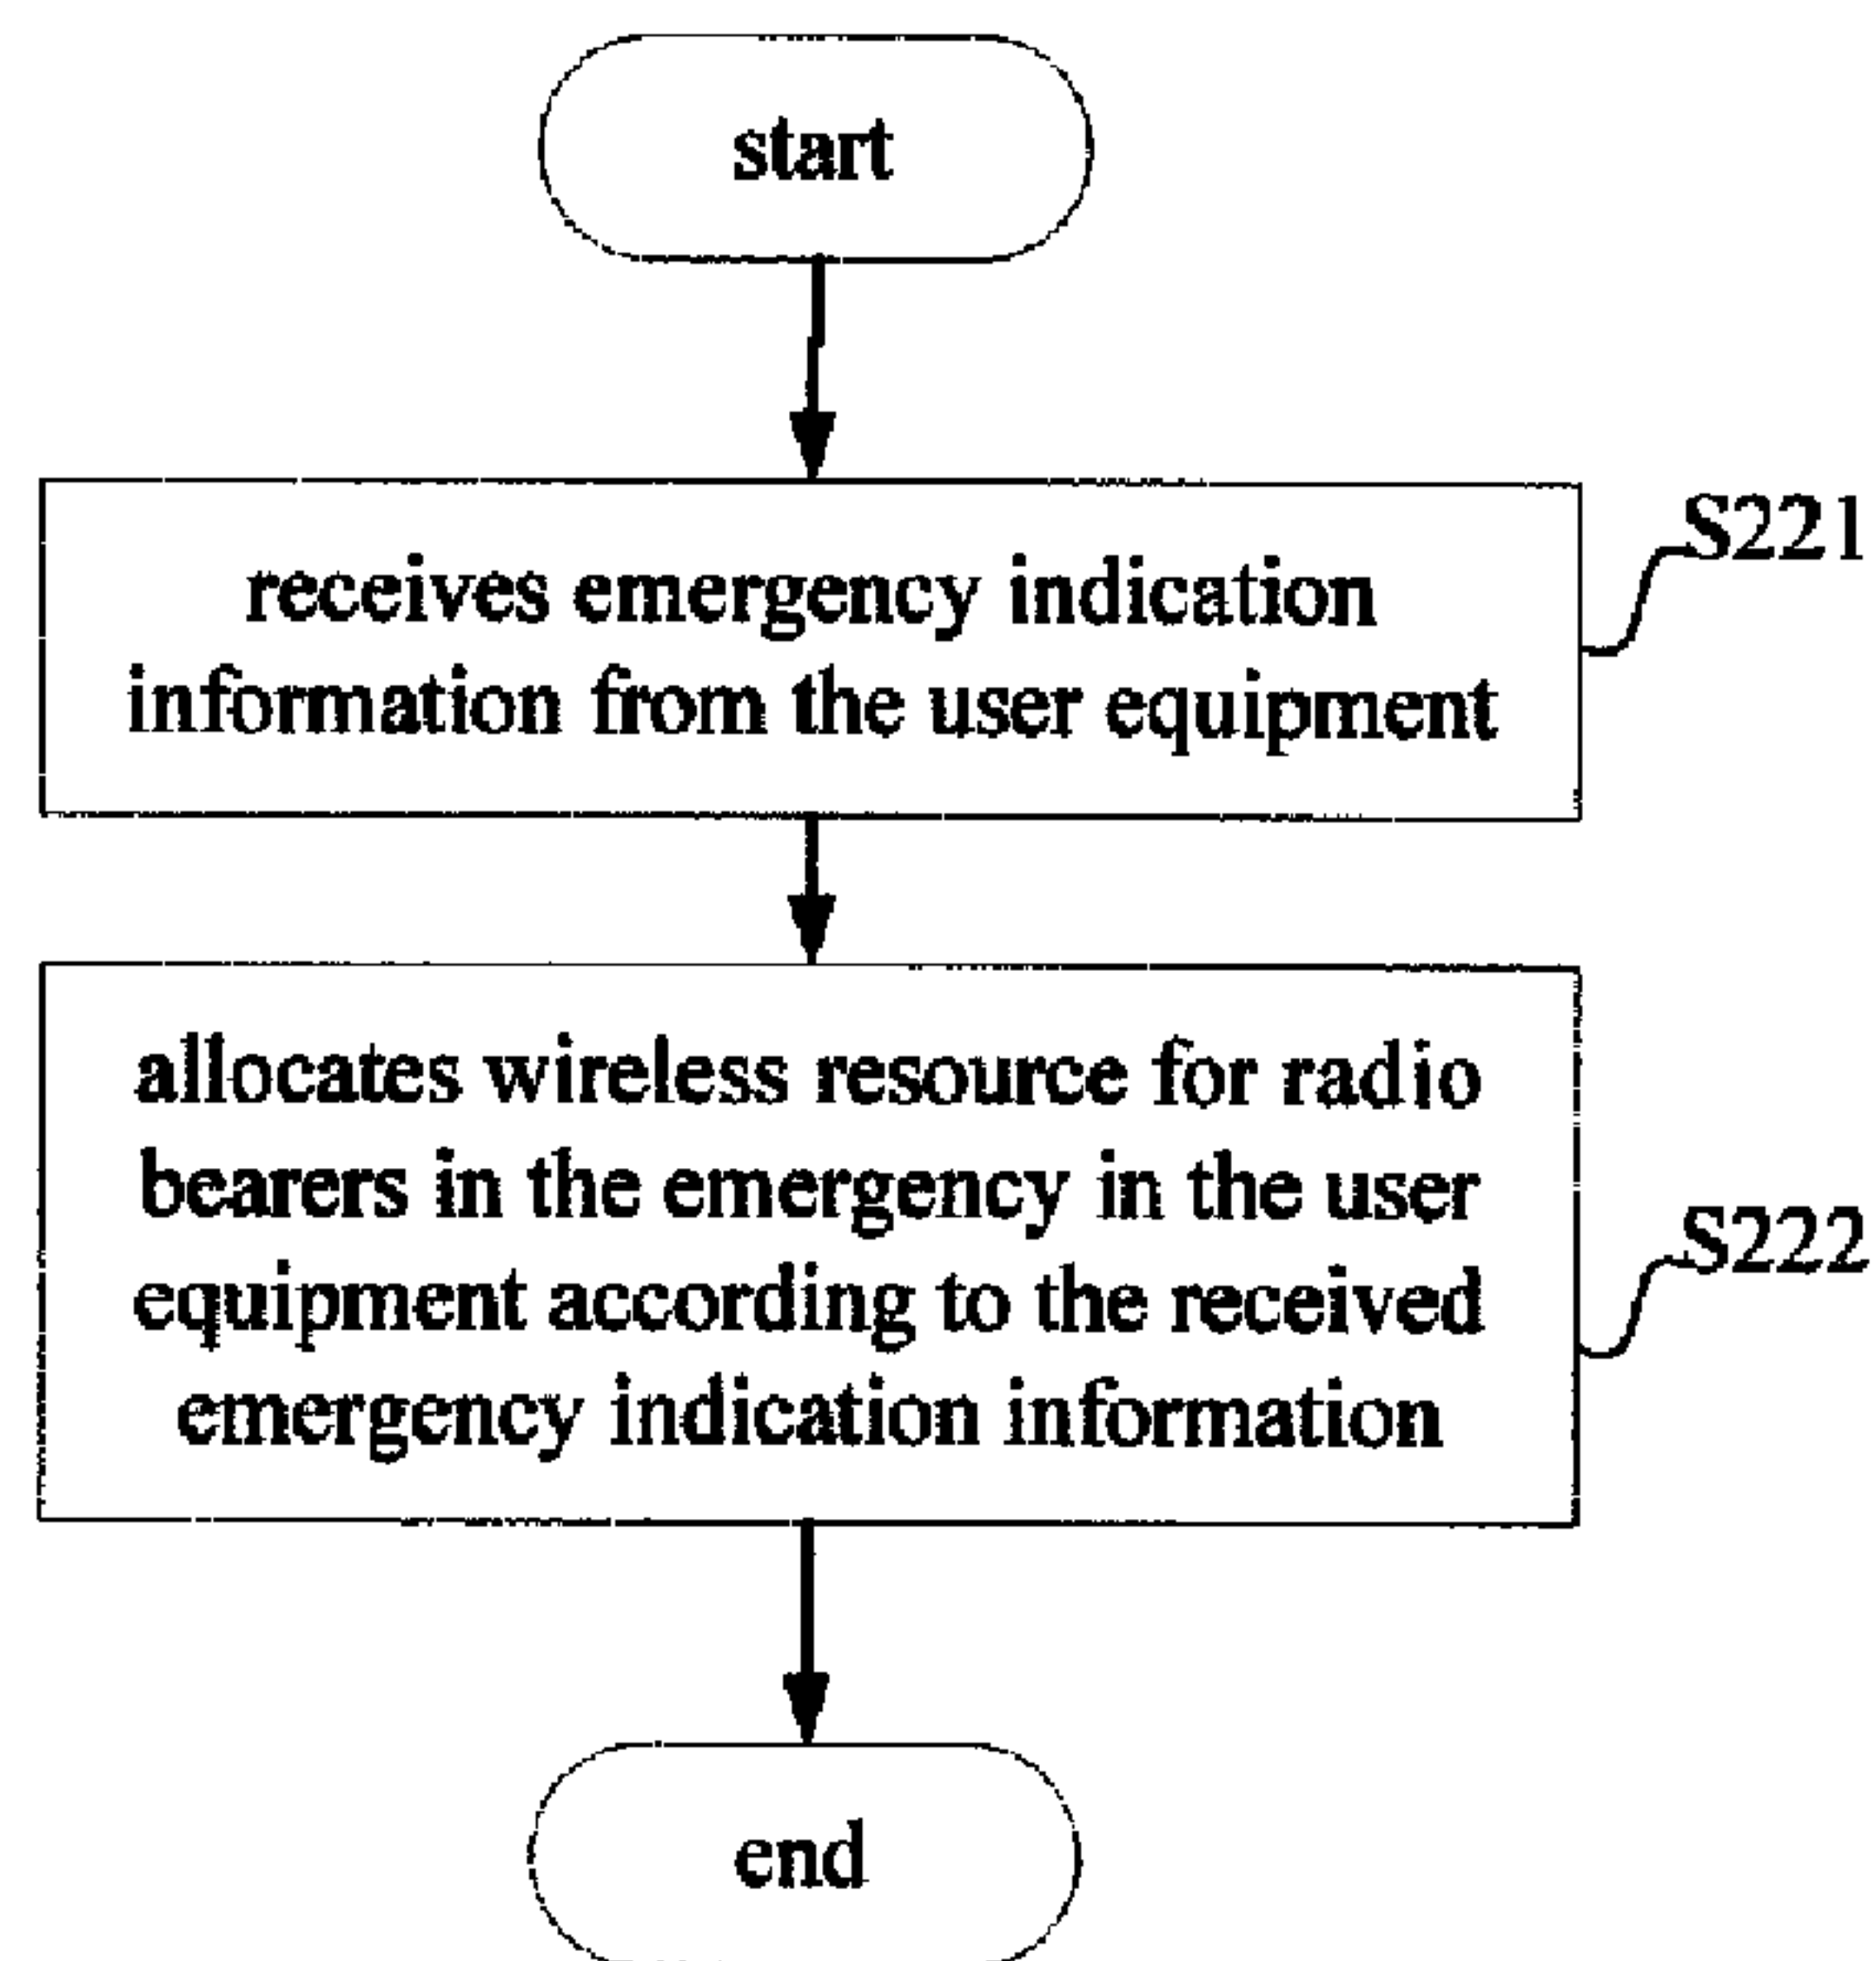 start
S221
receives emergency indication
information from the user equipment
allocates wireless resource for radio
bearers in the emergency in the user
equipment according to the received
emergency indication information
S222
end